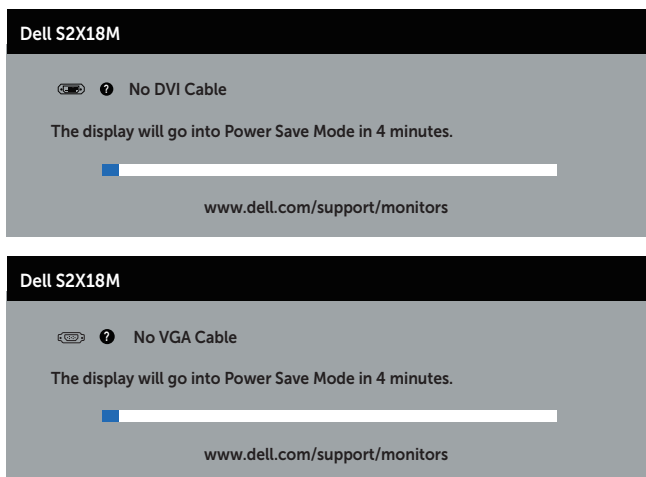 Dell S2X18M
? No DVI Cable
The display will go into Power Save Mode in 4 minutes.
www.dell.com/support/monitors
Dell S2X18M
? No VGA Cable
The display will go into Power Save Mode in 4 minutes.
www.dell.com/support/monitors